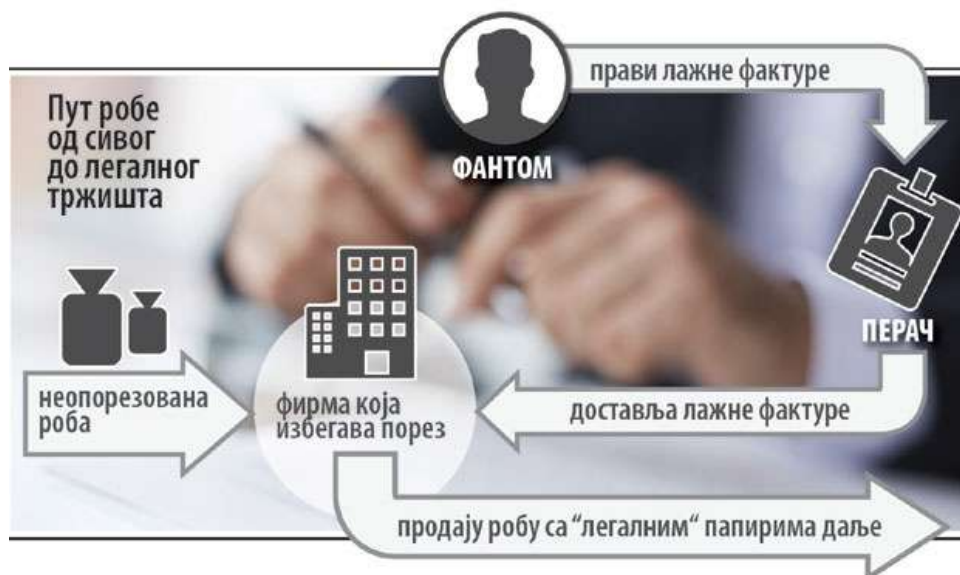 Пут робе
од сивог
до легалног
тржишта
ФАНТОМ
прави лажне фактуре
ПЕРАЧ
доставља лажне фактуре
неопорезована
роба
фирма која
избегава порез
продају робу са “легалним“ папирима даље